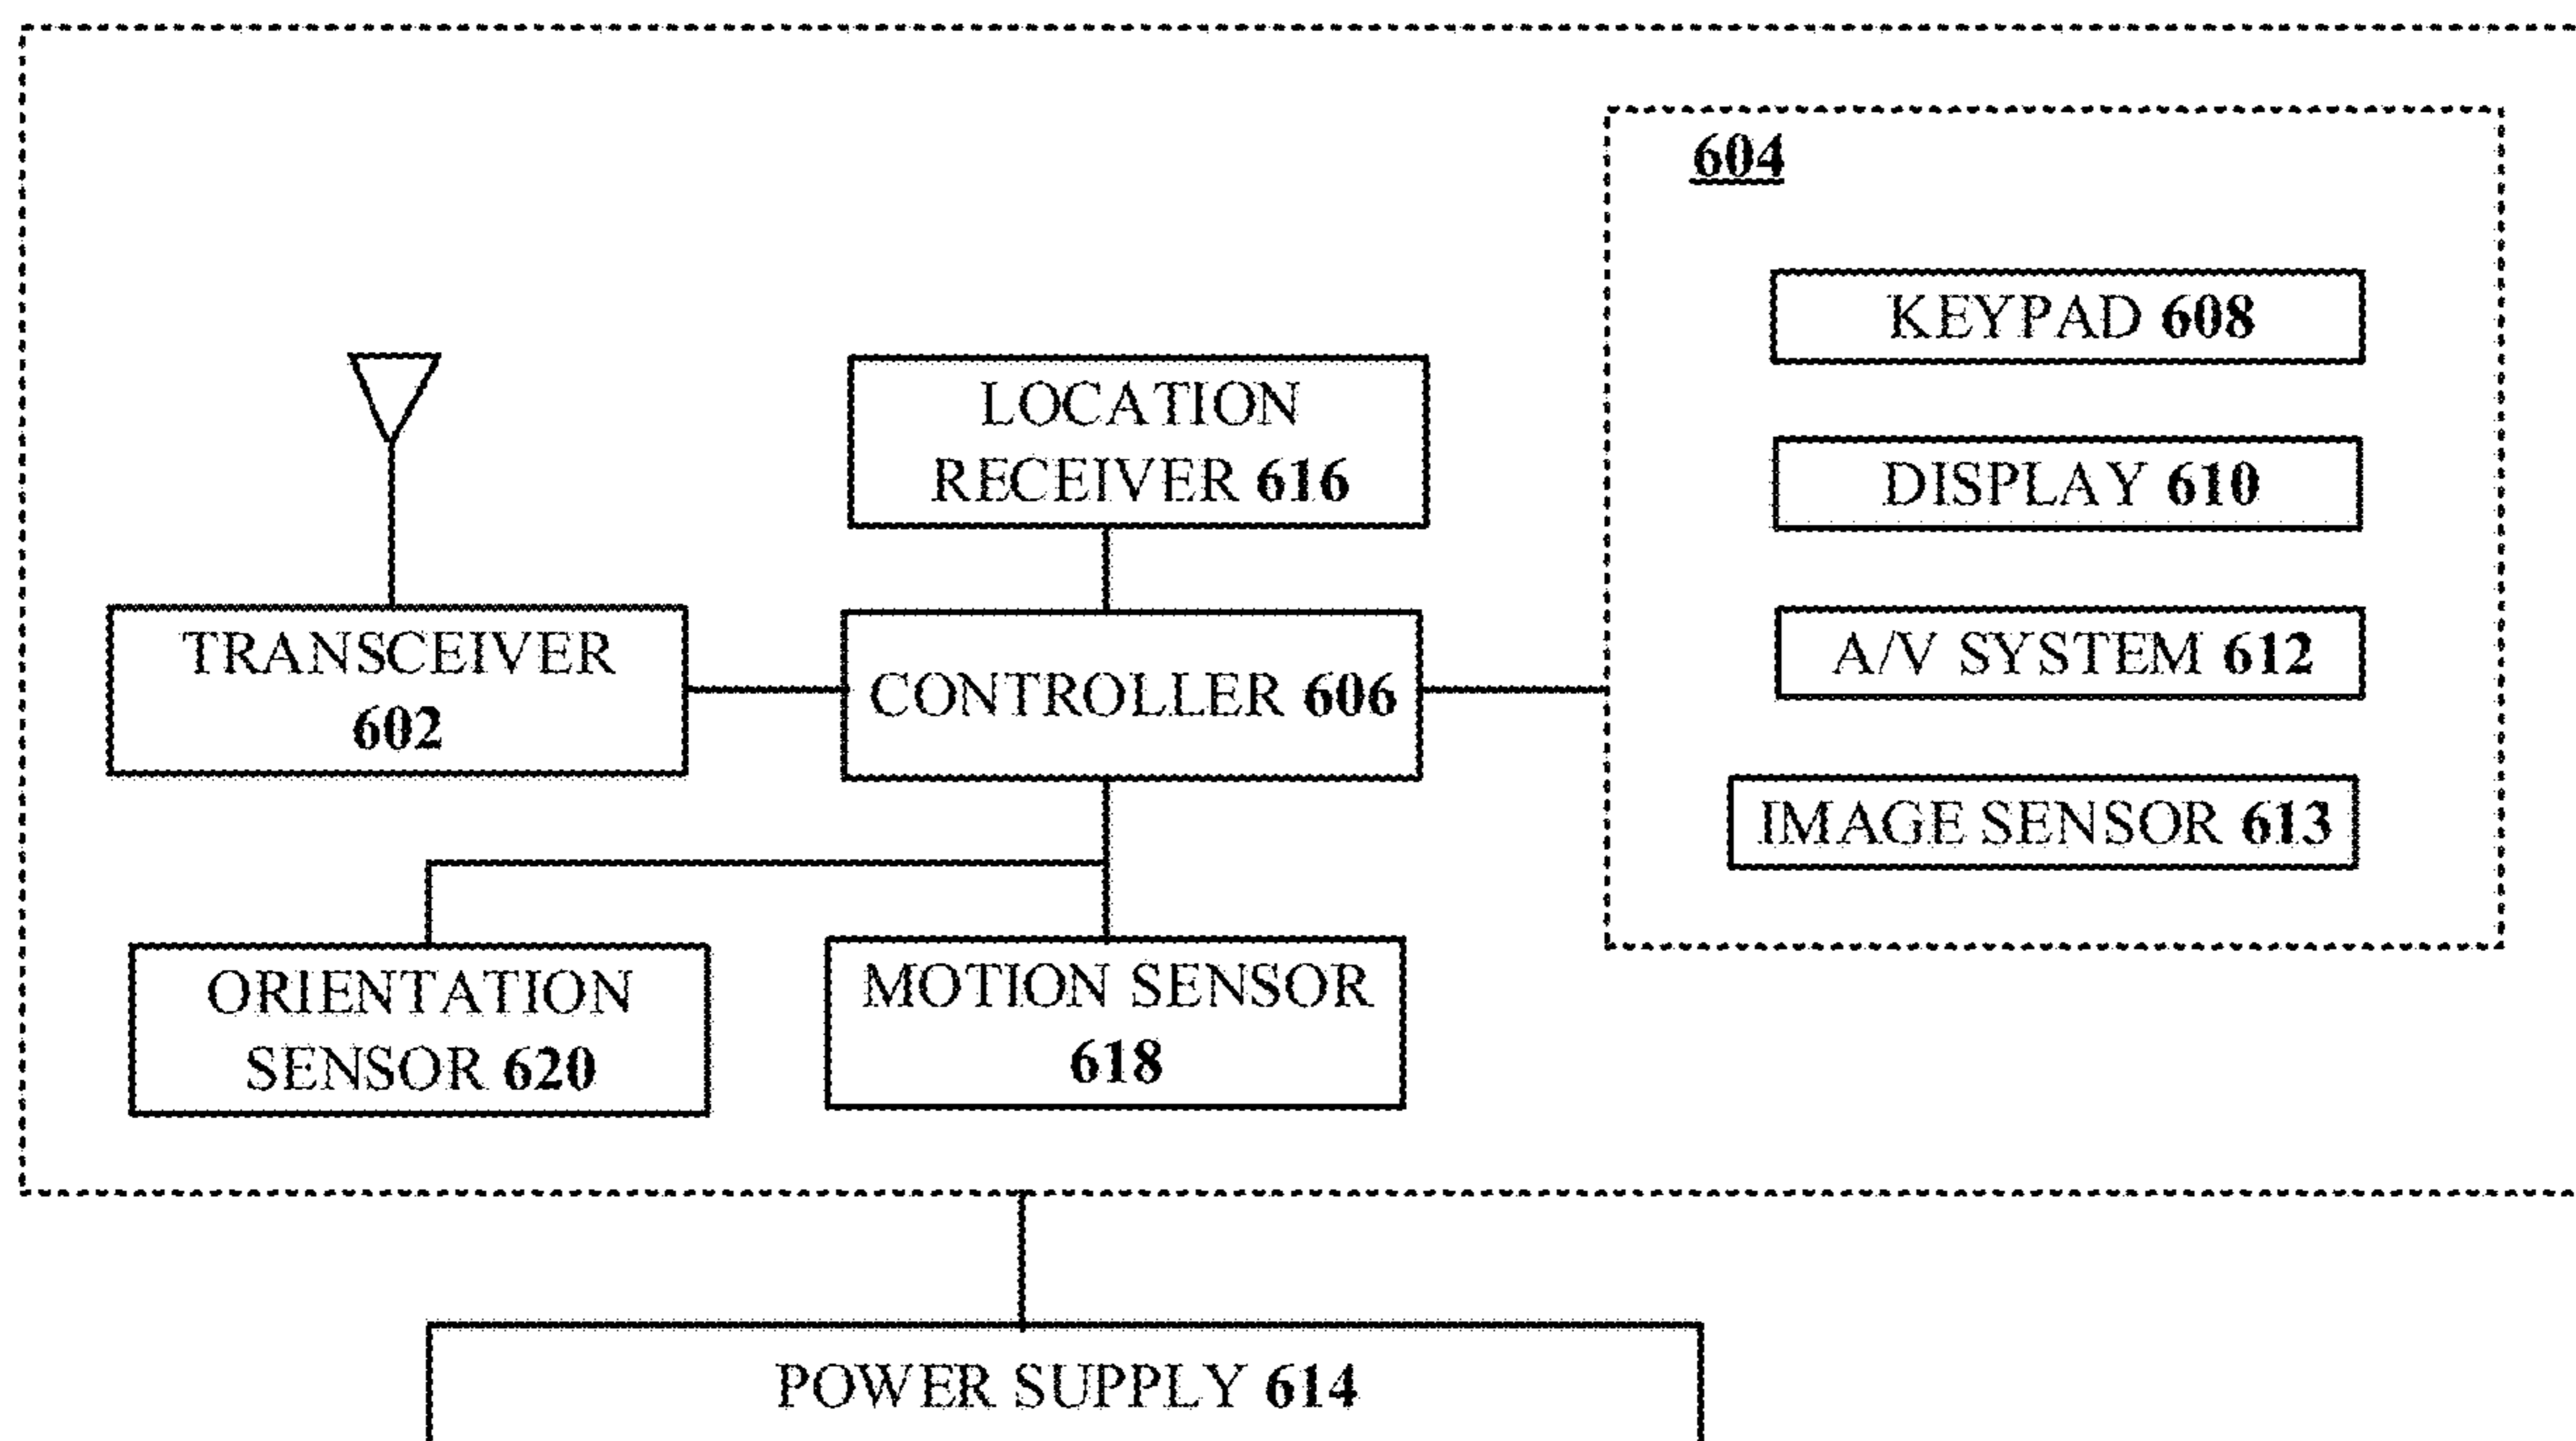 604
KEYPAD 608
LOCATION
RECEIVER 616
DISPLAY 610
TRANSCEIVER
602
CONTROLLER 606
A/V SYSTEM 612
IMAGE SENSOR 613
ORIENTATION
SENSOR 620
MOTION SENSOR
618
POWER SUPPLY 614